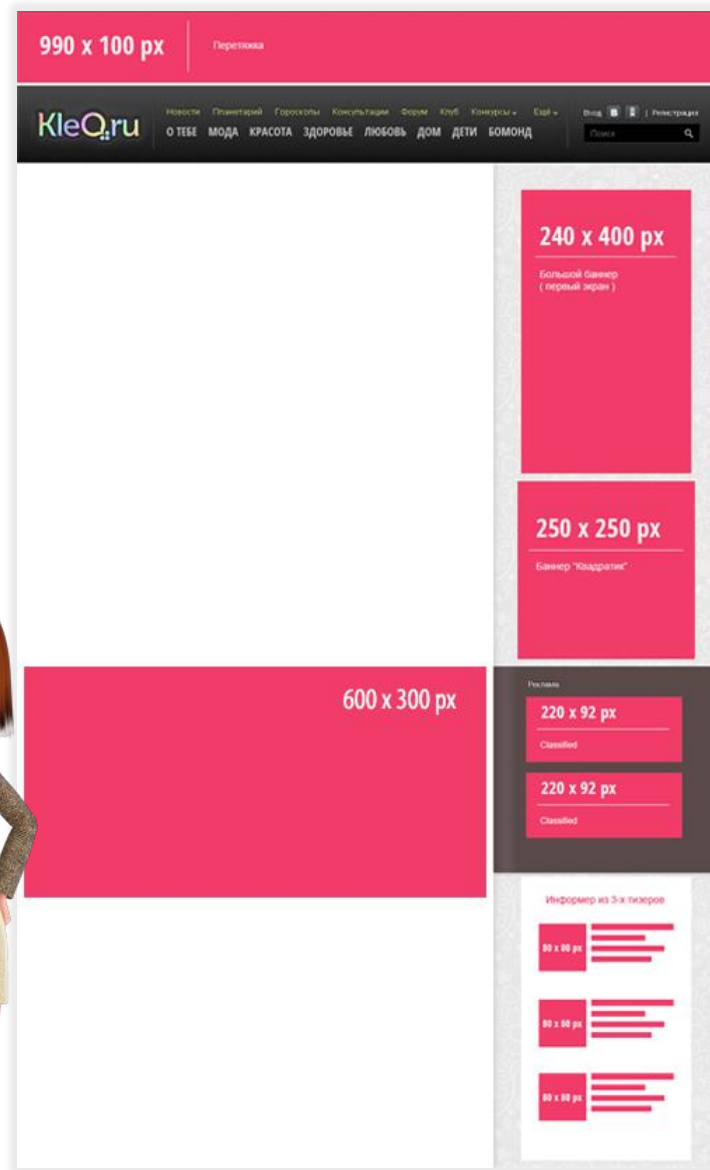 990 x 100 px
Перетяжка
KleO.ru
Новости Планетарий Гороскопы Консультации Форум Клуб Конкурсы Ещё
О ТЕБЕ МОДА КРАСОТА ЗДОРОВЬЕ ЛЮБОВЬ ДОМ ДЕТИ БОМОНД
Вход В | Регистрация
Поиск
240 x 400 px
Большой баннер
( первый экран )
250 x 250 px
Баннер "Квадратик"
600 x 300 px
Реклама
220 x 92 px
Classified
220 x 92 px
Classified
Информер из 3-х тизеров
80 x 80 px
80 x 80 px
80 x 80 px